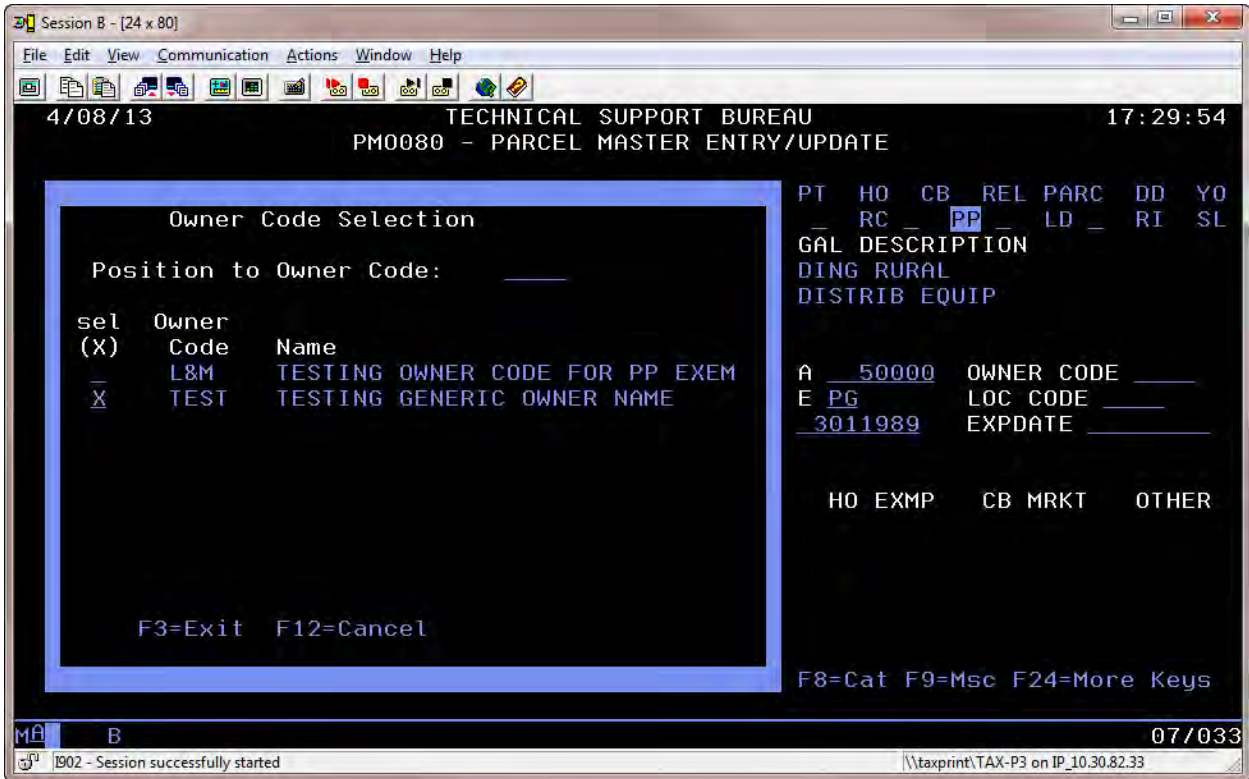 Session B - [24 x 80]
File Edit View Communication Actions Window Help
4/08/13 TECHNICAL SUPPORT BUREAU 17:29:54
PM0080 - PARCEL MASTER ENTRY/UPDATE
PT HO CB REL PARC DD YO
Owner Code Selection _ RC _ PP _ LD _ RI SL
GAL DESCRIPTION
Position to Owner Code: ____ DING RURAL
DISTRIB EQUIP
sel Owner
(X) Code Name
_ L&M TESTING OWNER CODE FOR PP EXEM A 50000 OWNER CODE ____
X TEST TESTING GENERIC OWNER NAME E PG LOC CODE ____
3011989 EXPDATE ________
HO EXMP CB MRKT OTHER
F3=Exit F12=Cancel
F8=Cat F9=Msc F24=More Keys
MA B 07/033
I902 - Session successfully started \\taxprint\TAX-P3 on IP_10.30.82.33